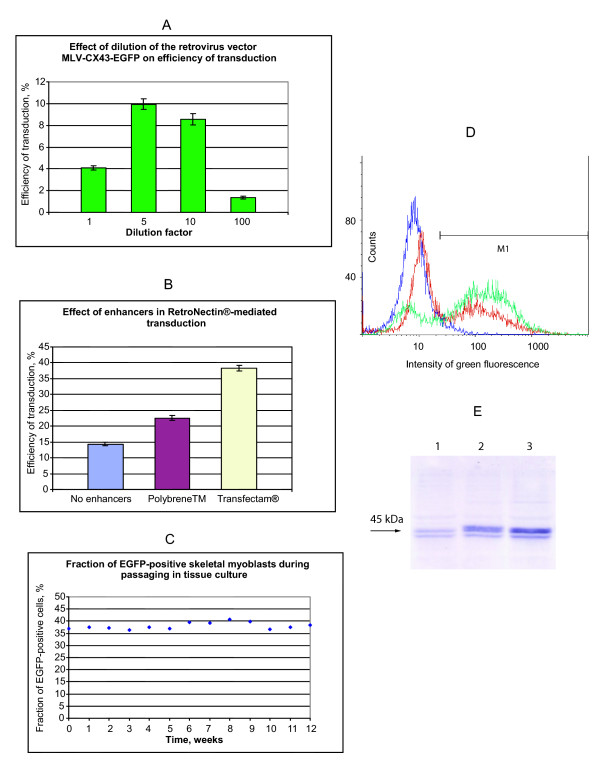 A
Effect of dilution of the retrovirus vector
MLV-CX43-EGFP on efficiency of transduction
Efficiency of transduction, %
12
10
8
6
4
2
0
1 5 10 100
Dilution factor
B
Effect of enhancers in RetroNectin®-mediated
transduction
Efficiency of transduction, %
45
40
35
30
25
20
15
10
5
0
No enhancers PolybreneTM Transfectam®
C
Fraction of EGFP-positive skeletal myoblasts during
passaging in tissue culture
Fraction of EGFP-positive cells, %
50
45
40
35
30
25
20
15
10
5
0
0 1 2 3 4 5 6 7 8 9 10 11 12
Time, weeks
D
Counts
80
40
M1
10 100 1000
Intensity of green fluorescence
E
1 2 3
45 kDa